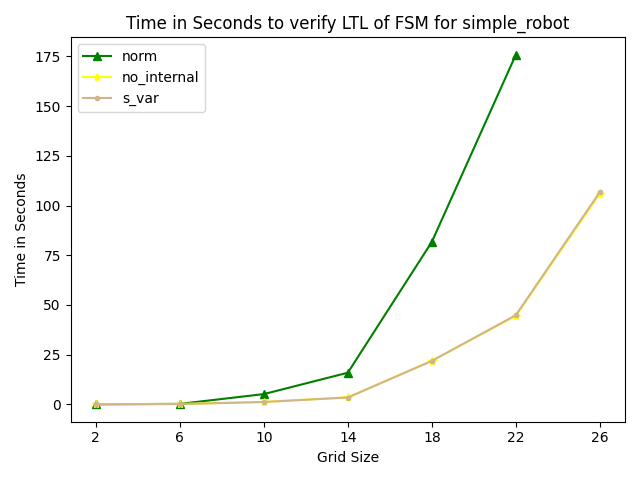 Time in Seconds to verify LTL of FSM for simple_robot
norm
no_internal
s_var
175
150
125
100
75
50
25
0
Time in Seconds
2 6 10 14 18 22 26
Grid Size